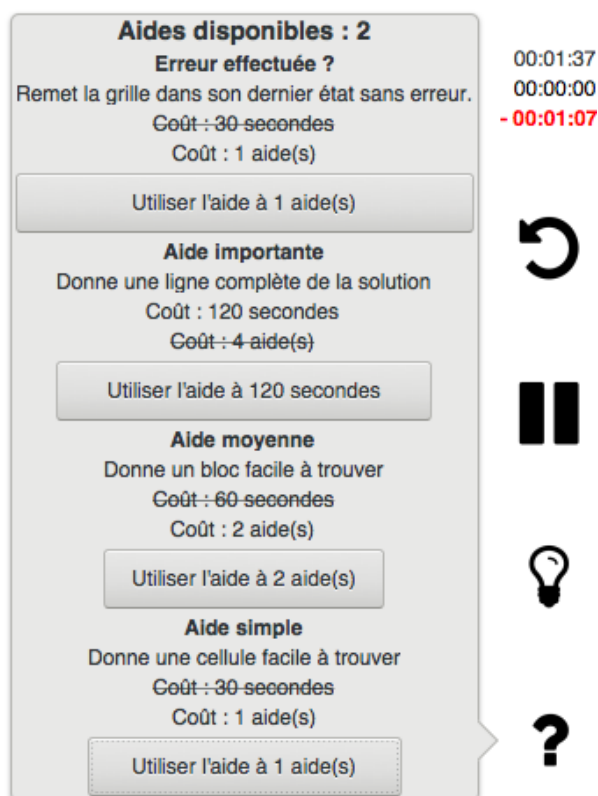 Aides disponibles : 2
Erreur effectuée ?
Remet la grille dans son dernier état sans erreur.
Coût : 30 secondes
Coût : 1 aide(s)
Utiliser l'aide à 1 aide(s)
Aide importante
Donne une ligne complète de la solution
Coût : 120 secondes
Coût : 4 aide(s)
Utiliser l'aide à 120 secondes
Aide moyenne
Donne un bloc facile à trouver
Coût : 60 secondes
Coût : 2 aide(s)
Utiliser l'aide à 2 aide(s)
Aide simple
Donne une cellule facile à trouver
Coût : 30 secondes
Coût : 1 aide(s)
Utiliser l'aide à 1 aide(s)
00:01:37
00:00:00
- 00:01:07
?